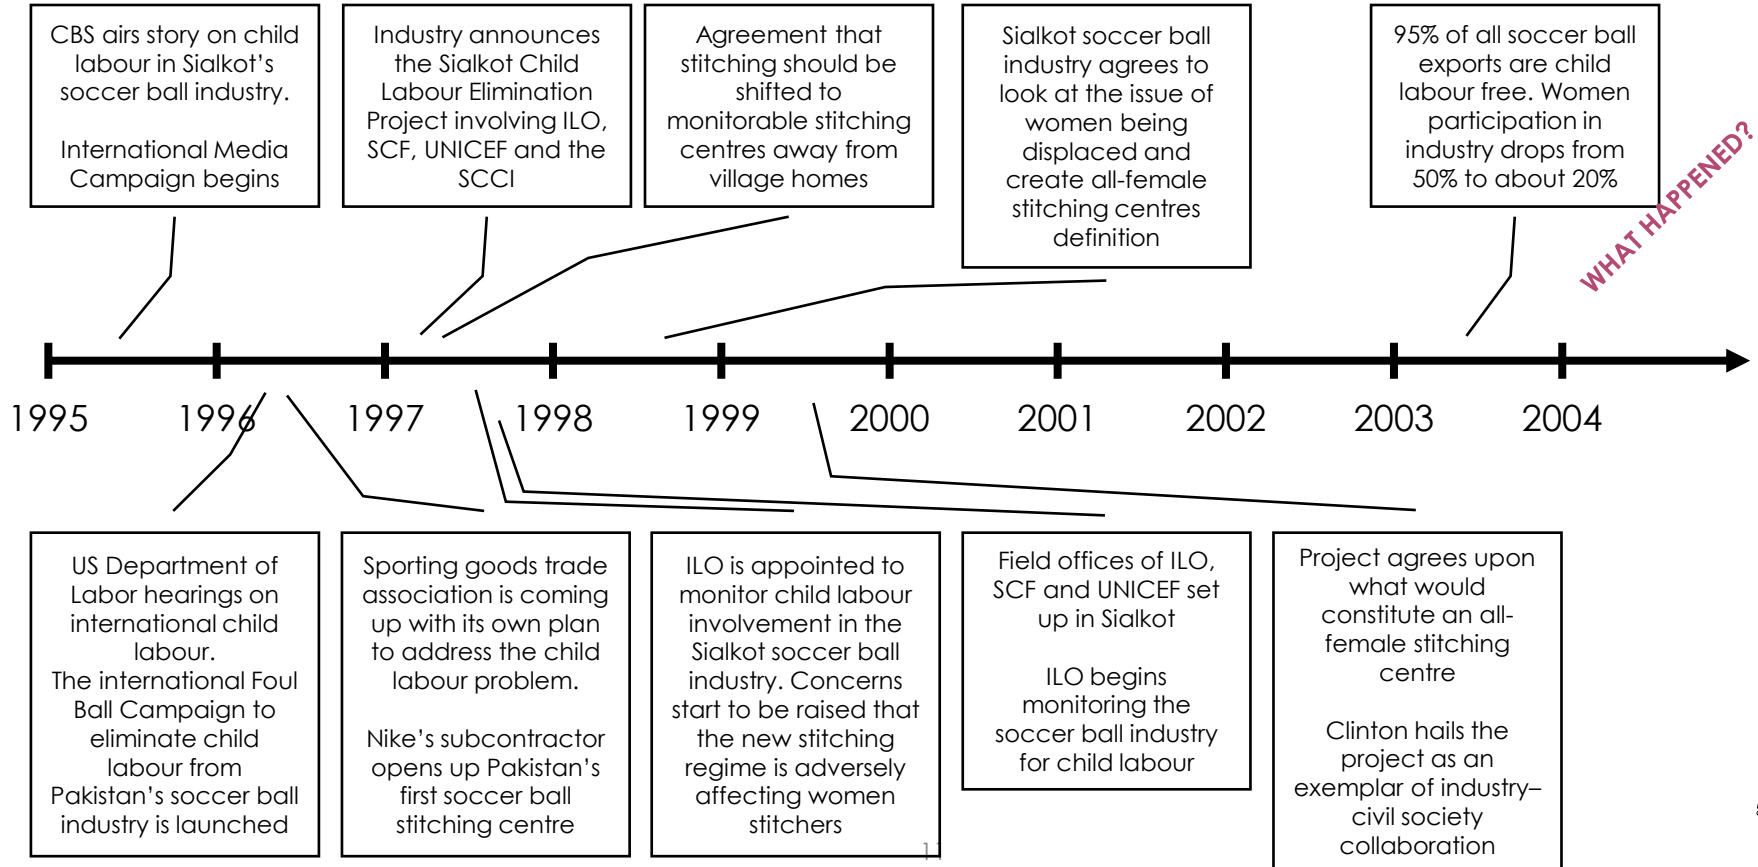 CBS airs story on child
labour in Sialkot's
soccer ball industry.
International Media
Campaign begins
Industry announces
the Sialkot Child
Labour Elimination
Project involving ILO,
SCF, UNICEF and the
SCCI
Agreement that
stitching should be
shifted to
monitorable stitching
centres away from
village homes
Sialkot soccer ball
industry agrees to
look at the issue of
women being
displaced and
create all-female
stitching centres
definition
95% of all soccer ball
exports are child
labour free. Women
participation in
industry drops from
50% to about 20%
WHAT HAPPENED?
1995 1996 1997 1998 1999 2000 2001 2002 2003 2004
US Department of
Labor hearings on
international child
labour.
The international Foul
Ball Campaign to
eliminate child
labour from
Pakistan's soccer ball
industry is launched
Sporting goods trade
association is coming
up with its own plan
to address the child
labour problem.
Nike's subcontractor
opens up Pakistan's
first soccer ball
stitching centre
ILO is appointed to
monitor child labour
involvement in the
Sialkot soccer ball
industry. Concerns
start to be raised that
the new stitching
regime is adversely
affecting women
stitchers
Field offices of ILO,
SCF and UNICEF set
up in Sialkot
ILO begins
monitoring the
soccer ball industry
for child labour
Project agrees upon
what would
constitute an all-
female stitching
centre
Clinton hails the
project as an
exemplar of industry–
civil society
collaboration